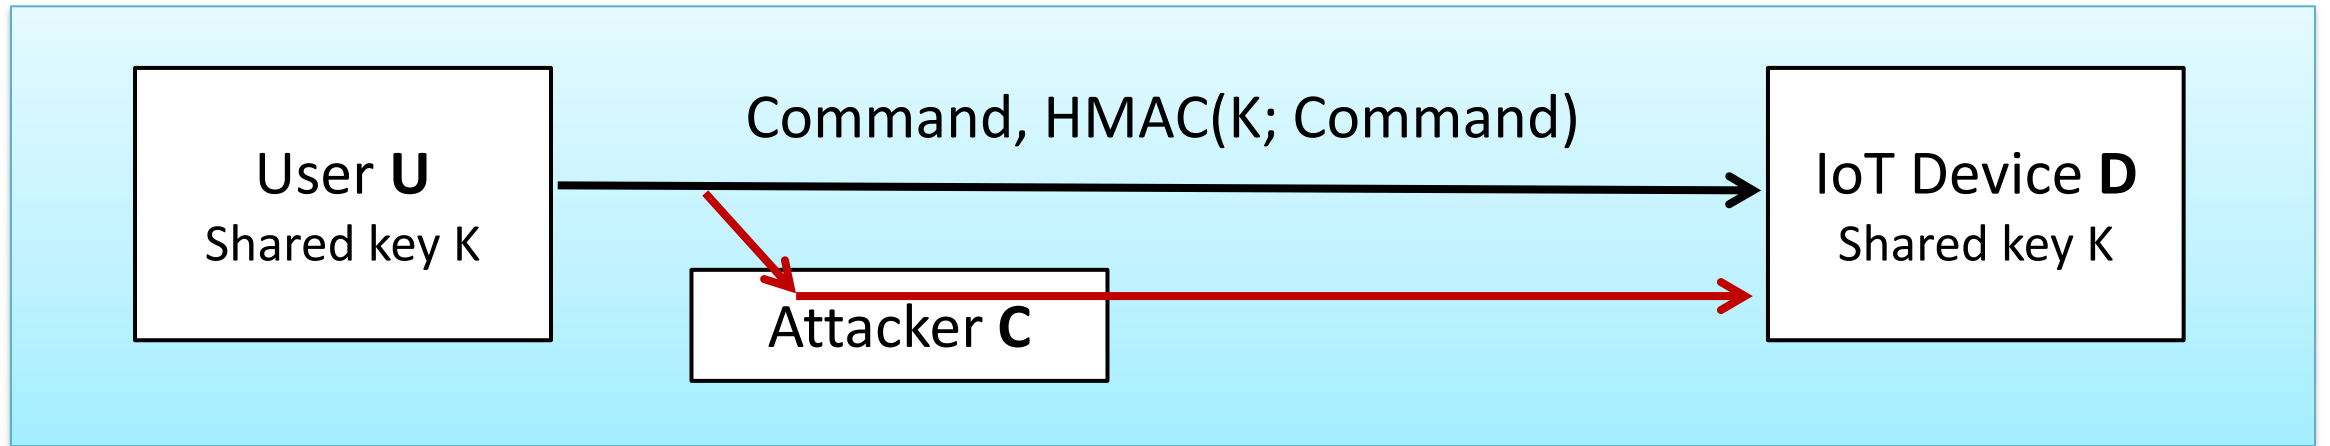 Command, HMAC(K; Command)
User U
Shared key K
IoT Device D
Shared key K
Attacker C